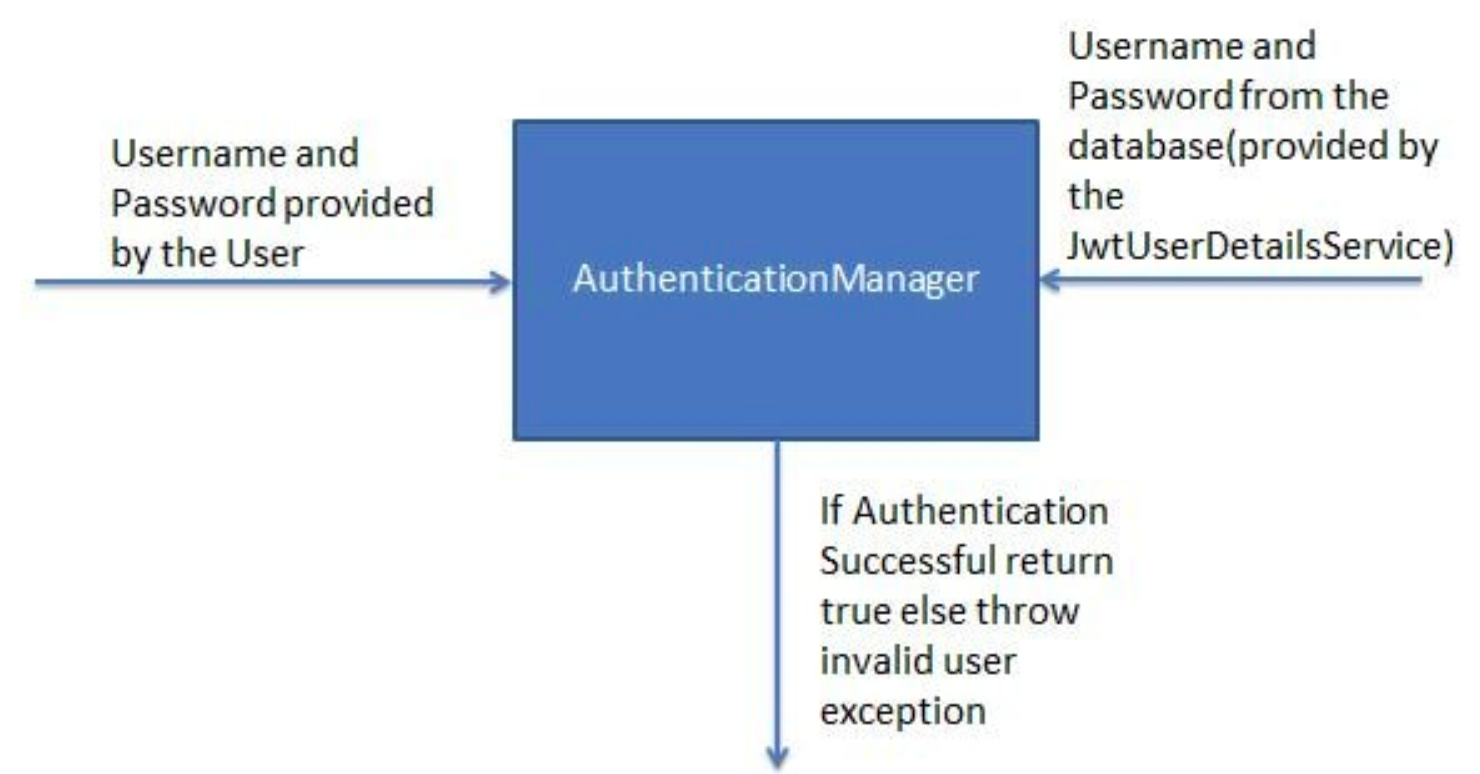 Username and
Password provided
by the User
AuthenticationManager
Username and
Password from the
database(provided by
the
JwtUserDetailsService)
If Authentication
Successful return
true else throw
invalid user
exception